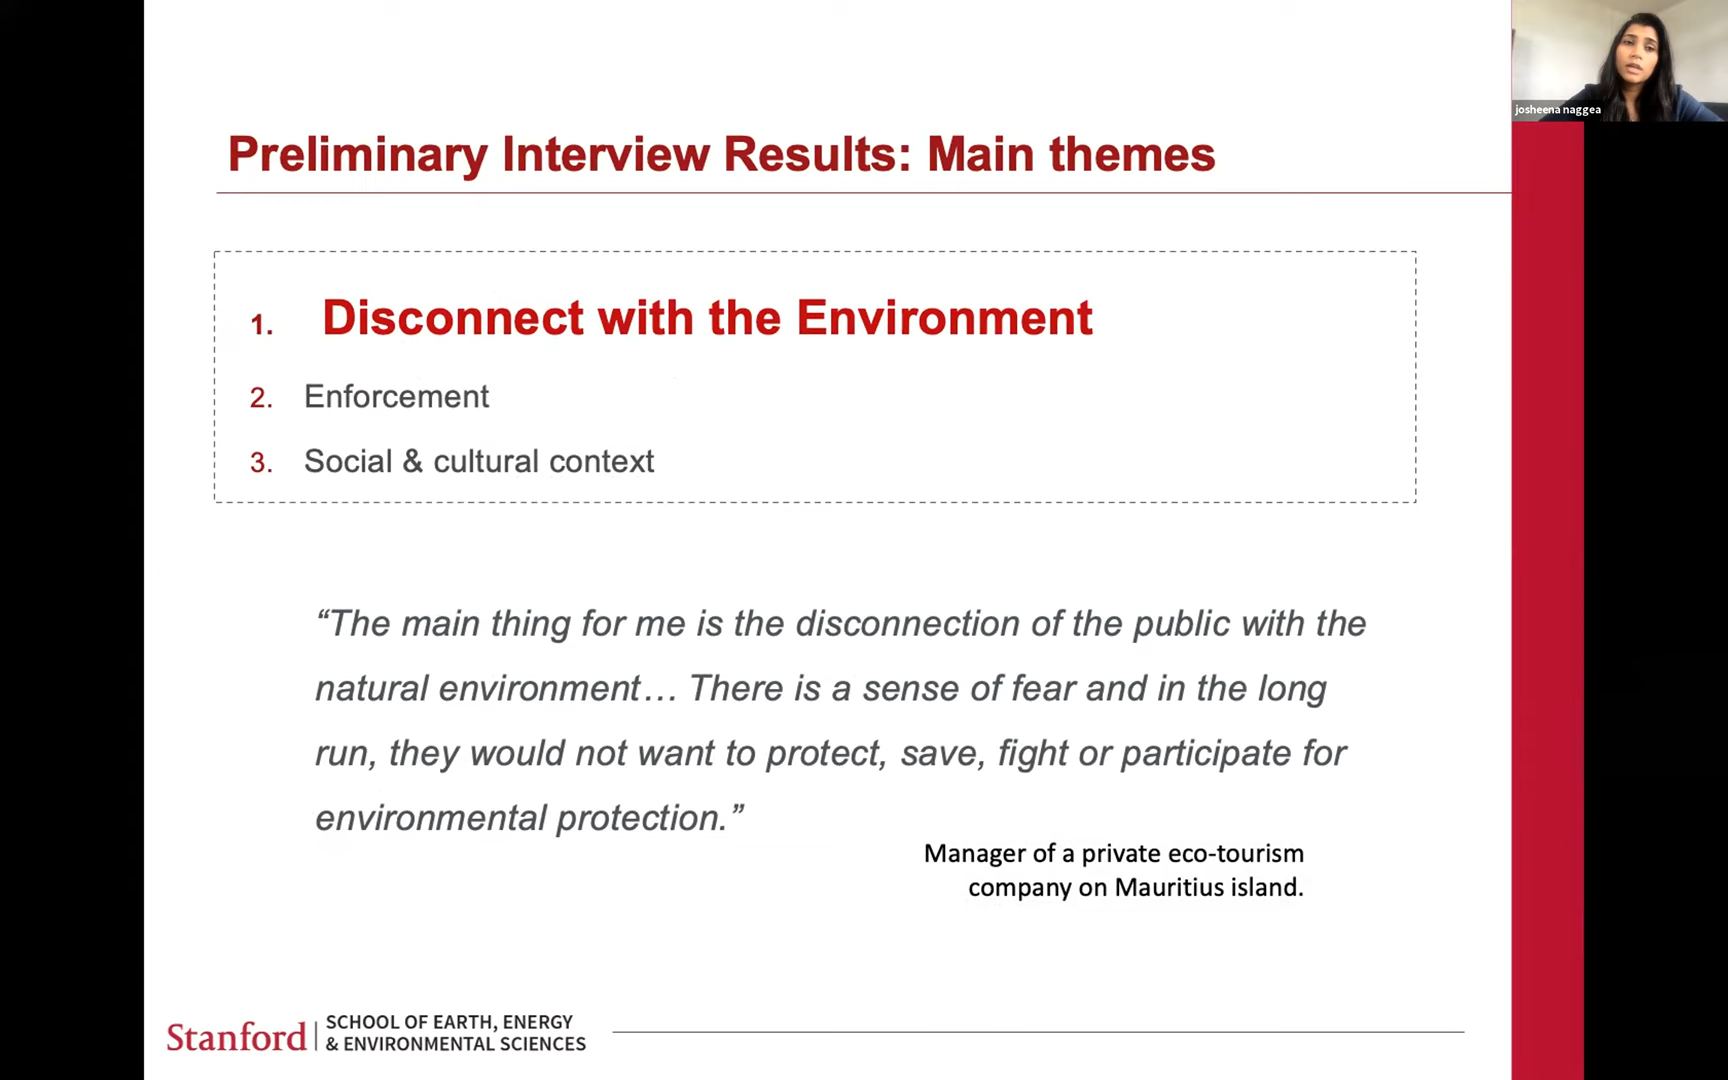 josheena naggea
Preliminary Interview Results: Main themes
1. Disconnect with the Environment
2. Enforcement
3. Social & cultural context
“The main thing for me is the disconnection of the public with the
natural environment… There is a sense of fear and in the long
run, they would not want to protect, save, fight or participate for
environmental protection.”
Manager of a private eco-tourism
company on Mauritius island.
Stanford
SCHOOL OF EARTH, ENERGY
& ENVIRONMENTAL SCIENCES